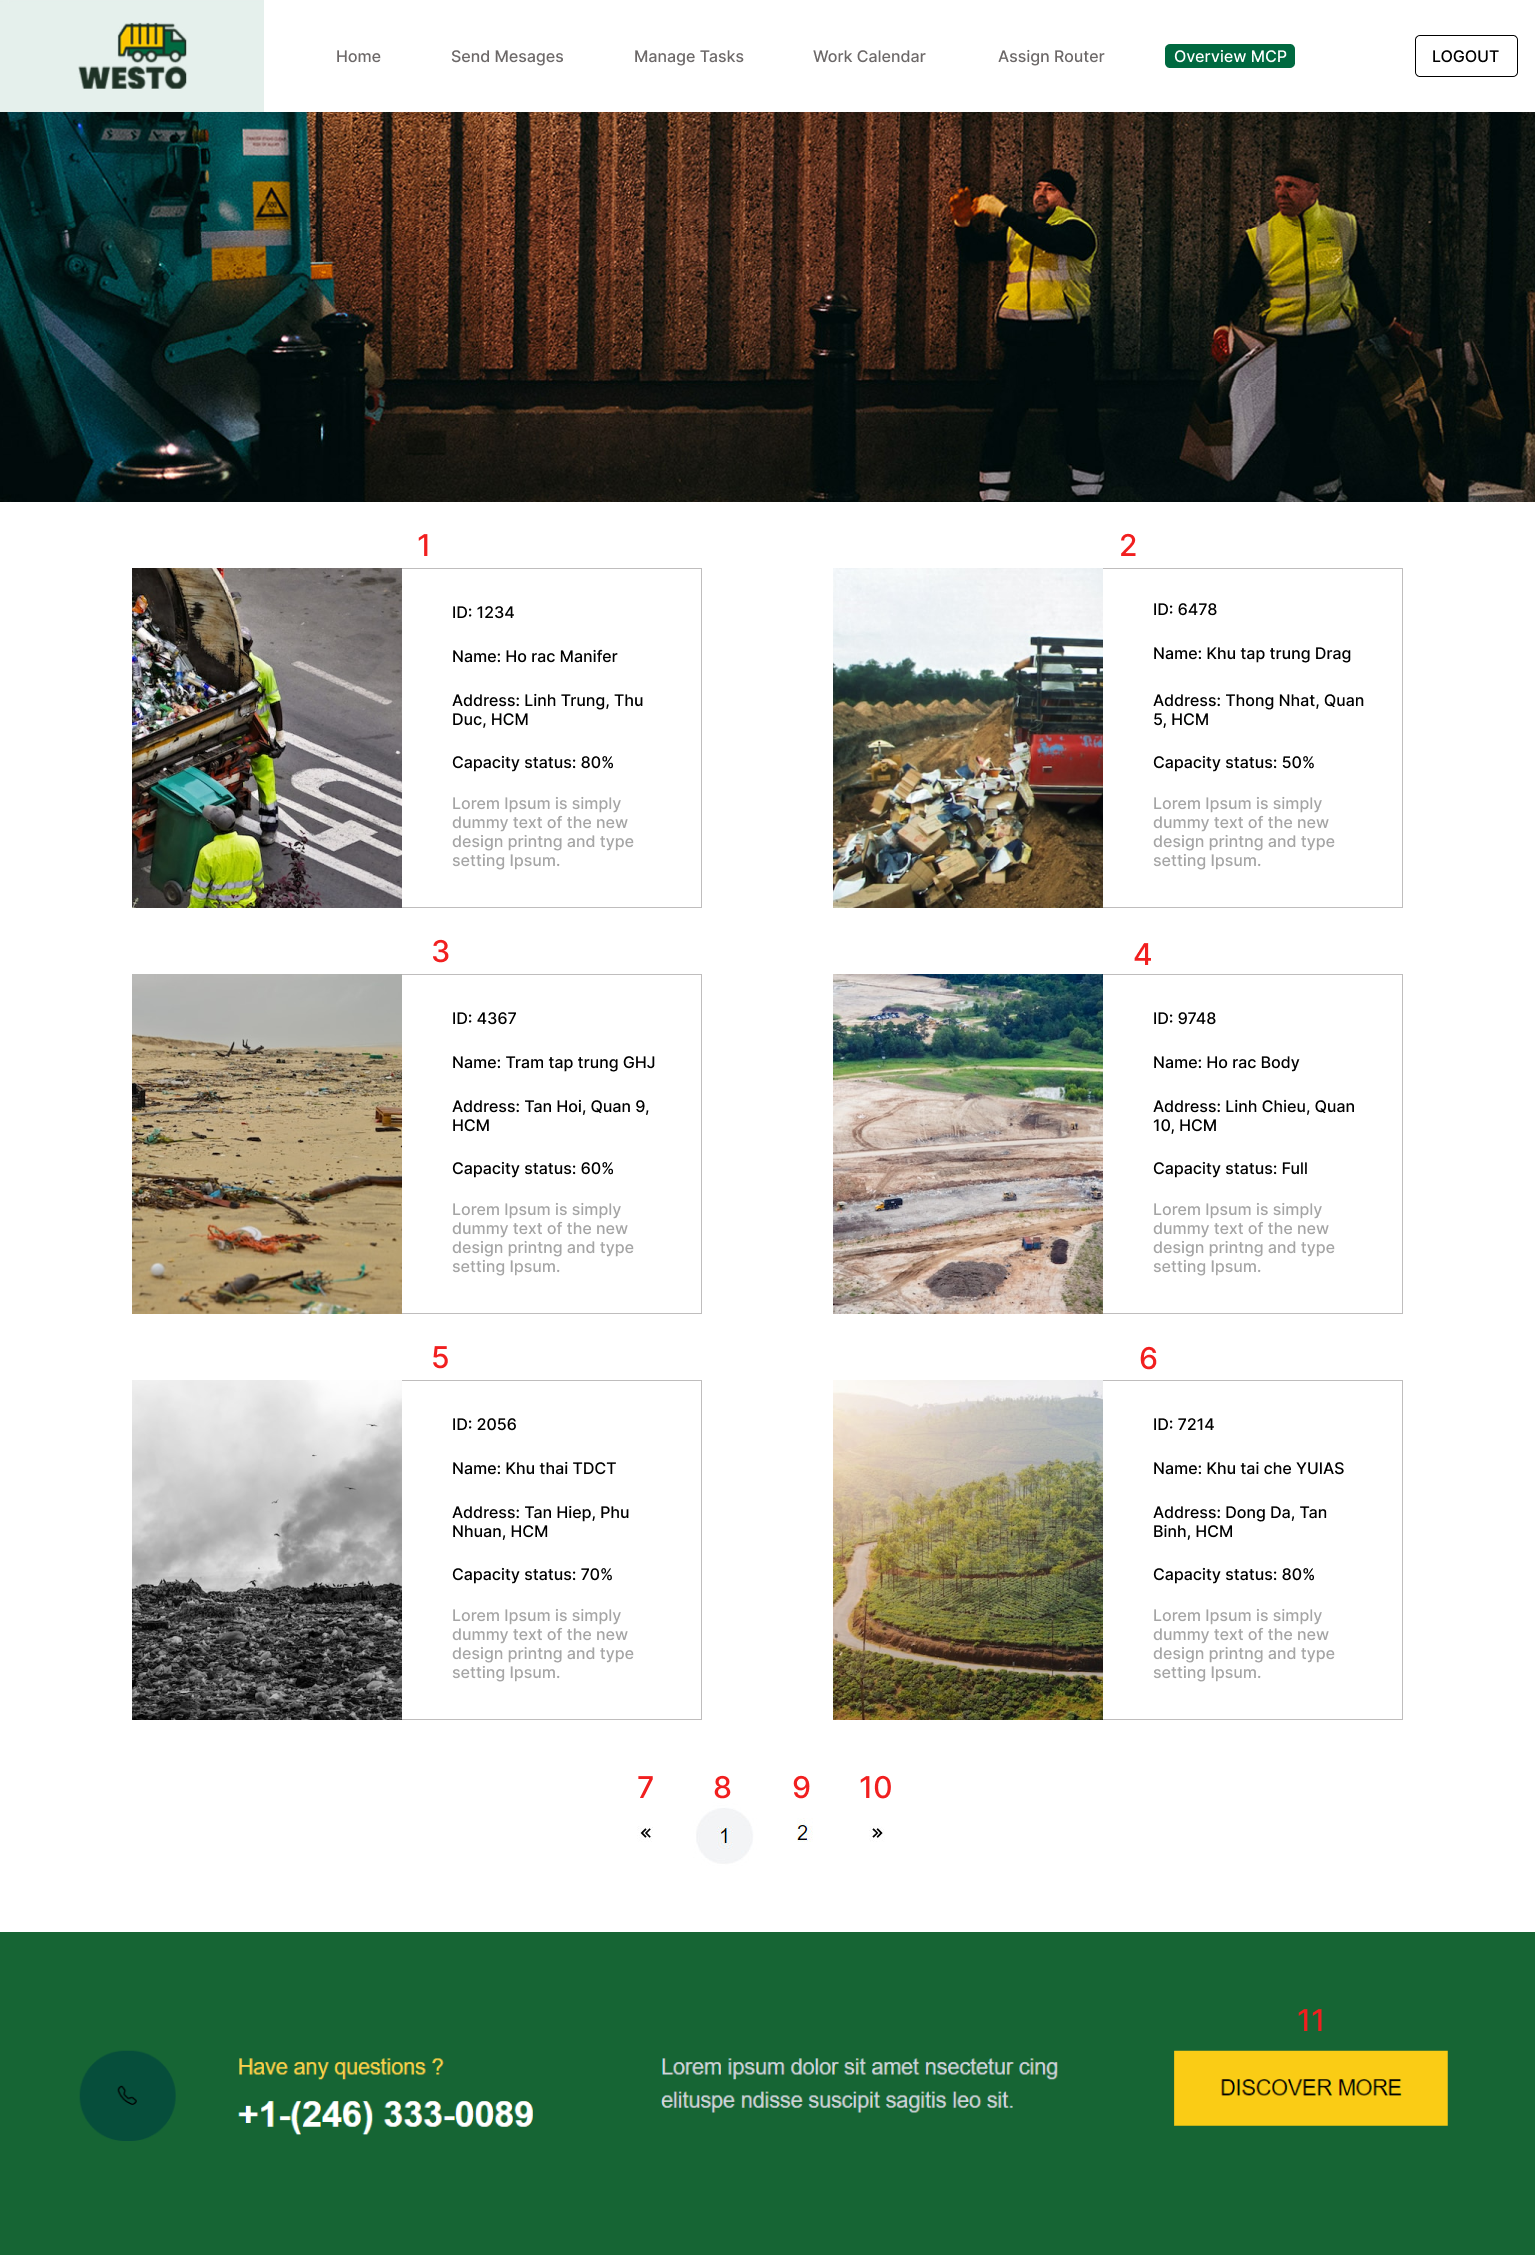 WESTO
Home
Send Mesages
Manage Tasks
Work Calendar
Assign Router
Overview MCP
LOGOUT
1
ID: 1234
Name: Ho rac Manifer
Address: Linh Trung, Thu
Duc, HCM
Capacity status: 80%
Lorem Ipsum is simply
dummy text of the new
design printng and type
setting Ipsum.
2
ID: 6478
Name: Khu tap trung Drag
Address: Thong Nhat, Quan
5, HCM
Capacity status: 50%
Lorem Ipsum is simply
dummy text of the new
design printng and type
setting Ipsum.
3
ID: 4367
Name: Tram tap trung GHJ
Address: Tan Hoi, Quan 9,
HCM
Capacity status: 60%
Lorem Ipsum is simply
dummy text of the new
design printng and type
setting Ipsum.
4
ID: 9748
Name: Ho rac Body
Address: Linh Chieu, Quan
10, HCM
Capacity status: Full
Lorem Ipsum is simply
dummy text of the new
design printng and type
setting Ipsum.
5
ID: 2056
Name: Khu thai TDCT
Address: Tan Hiep, Phu
Nhuan, HCM
Capacity status: 70%
Lorem Ipsum is simply
dummy text of the new
design printng and type
setting Ipsum.
6
ID: 7214
Name: Khu tai che YUIAS
Address: Dong Da, Tan
Binh, HCM
Capacity status: 80%
Lorem Ipsum is simply
dummy text of the new
design printng and type
setting Ipsum.
7 8 9 10
« 1 2 »
Have any questions ?
+1-(246) 333-0089
Lorem ipsum dolor sit amet nsectetur cing
elituspe ndisse suscipit sagitis leo sit.
11
DISCOVER MORE